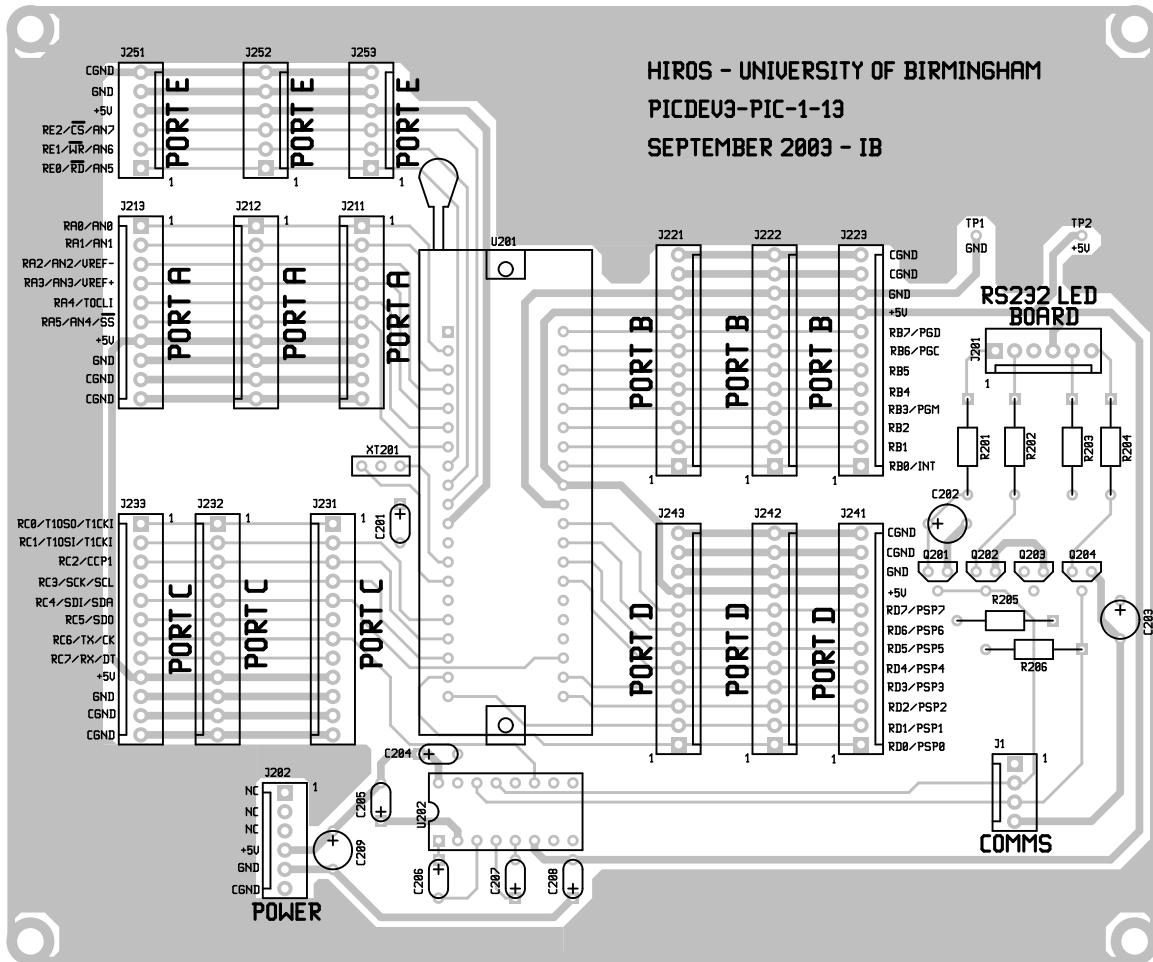 HIROS - UNIVERSITY OF BIRMINGHAM
PICDEV3-PIC-1-13
SEPTEMBER 2003 - IB
J251
J252
J253
CGND
GND
+5V
RE2/CS/AN7
RE1/WR/AN6
RE0/RD/AN5
PORT E
PORT E
PORT E
1
1
1
J213
J212
J211
1
1
1
RA0/AN0
RA1/AN1
RA2/AN2/VREF-
RA3/AN3/VREF+
RA4/TOCLI
RA5/AN4/SS
+5V
GND
CGND
CGND
PORT A
PORT A
PORT A
U201
XT201
C201
J221
J222
J223
CGND
CGND
GND
+5V
RB7/PGD
RB6/PGC
RB5
RB4
RB3/PGM
RB2
RB1
RB0/INT
PORT B
PORT B
PORT B
1
1
1
TP1
GND
TP2
+5V
RS232 LED
BOARD
J201
1
R201
R202
R203
R204
C202
Q201
Q202
Q203
Q204
R205
R206
C203
J233
J232
J231
1
1
1
RC0/T1OSO/T1CKI
RC1/T1OSI/T1CKI
RC2/CCP1
RC3/SCK/SCL
RC4/SDI/SDA
RC5/SDO
RC6/TX/CK
RC7/RX/DT
+5V
GND
CGND
CGND
PORT C
PORT C
PORT C
J243
J242
J241
CGND
CGND
GND
+5V
RD7/PSP7
RD6/PSP6
RD5/PSP5
RD4/PSP4
RD3/PSP3
RD2/PSP2
RD1/PSP1
RD0/PSP0
PORT D
PORT D
PORT D
1
1
1
J1
1
COMMS
C204
C205
U202
C206
C207
C208
J202
1
NC
NC
NC
+5V
GND
CGND
C209
POWER